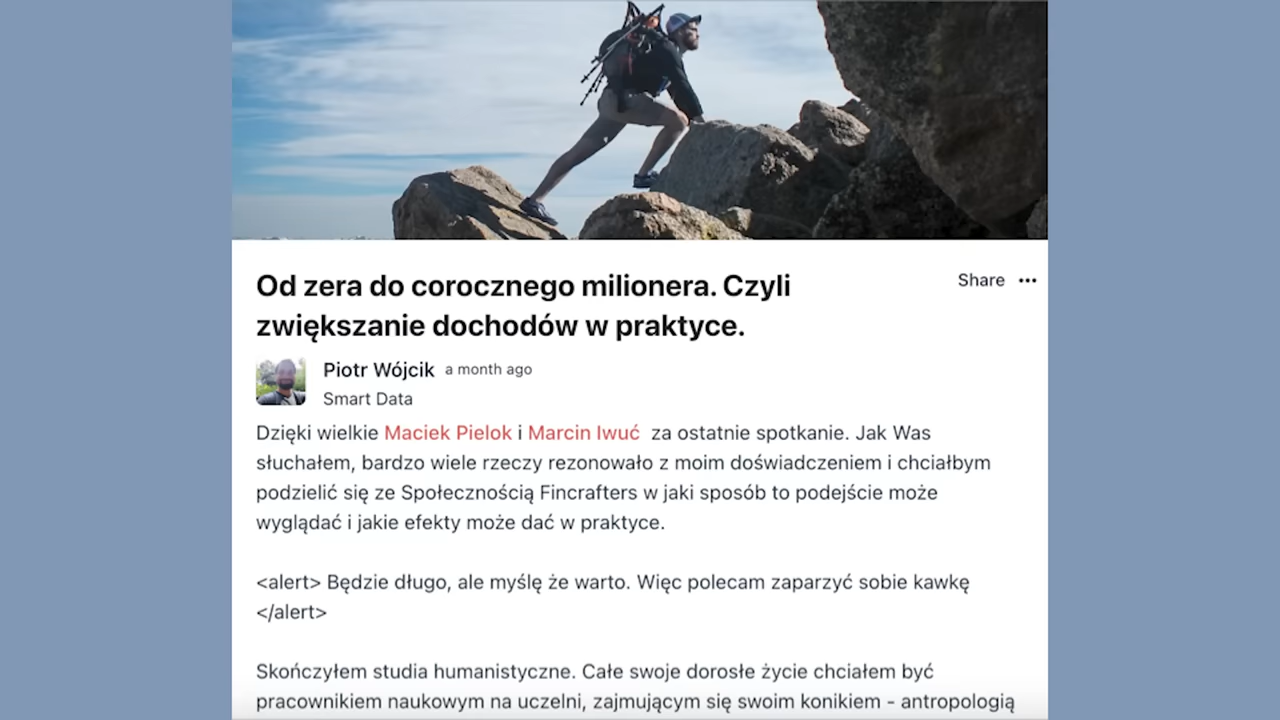 Od zera do corocznego milionera. Czyli
zwiększanie dochodów w praktyce.
Share •••
Piotr Wójcik a month ago
Smart Data
Dzięki wielkie Maciek Pielok i Marcin Iwuć za ostatnie spotkanie. Jak Was
słuchałem, bardzo wiele rzeczy rezonowało z moim doświadczeniem i chciałbym
podzielić się ze Społecznością Fincrafters w jaki sposób to podejście może
wyglądać i jakie efekty może dać w praktyce.
<alert> Będzie długo, ale myślę że warto. Więc polecam zaparzyć sobie kawkę
</alert>
Skończyłem studia humanistyczne. Całe swoje dorosłe życie chciałem być
pracownikiem naukowym na uczelni, zajmującym się swoim konikiem - antropologią